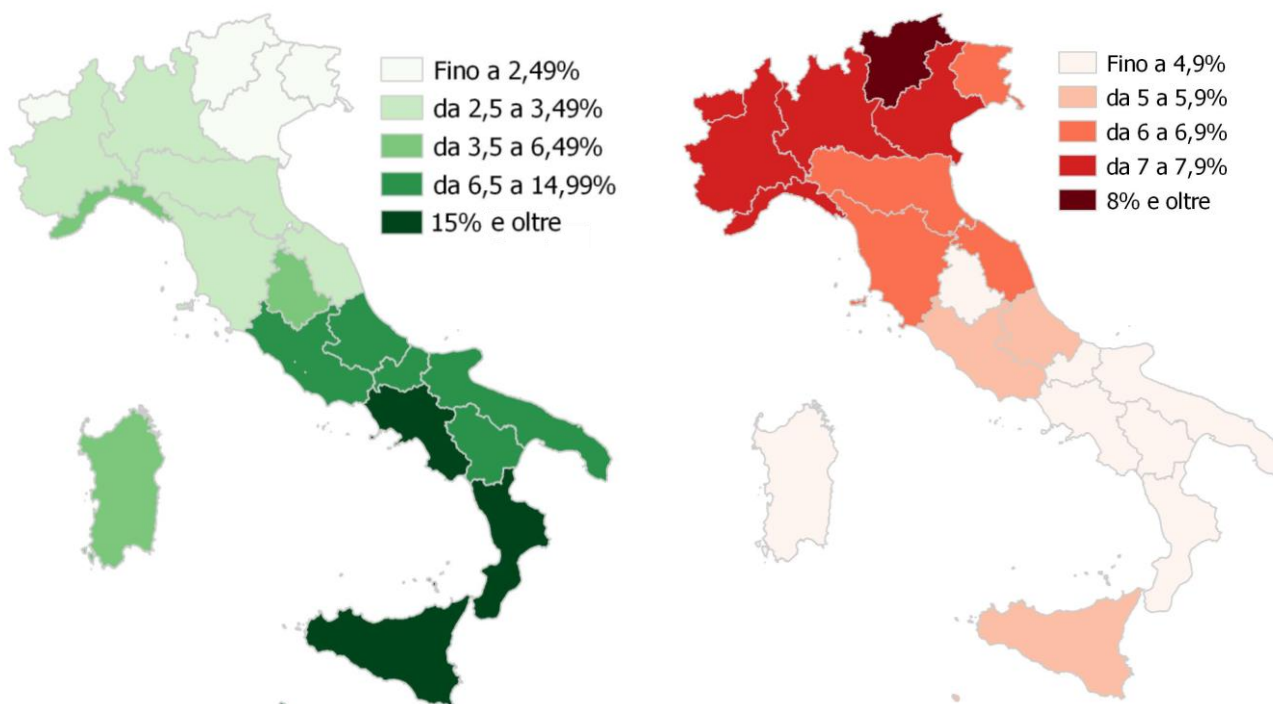 Fino a 2,49%
da 2,5 a 3,49%
da 3,5 a 6,49%
da 6,5 a 14,99%
15% e oltre
Fino a 4,9%
da 5 a 5,9%
da 6 a 6,9%
da 7 a 7,9%
8% e oltre